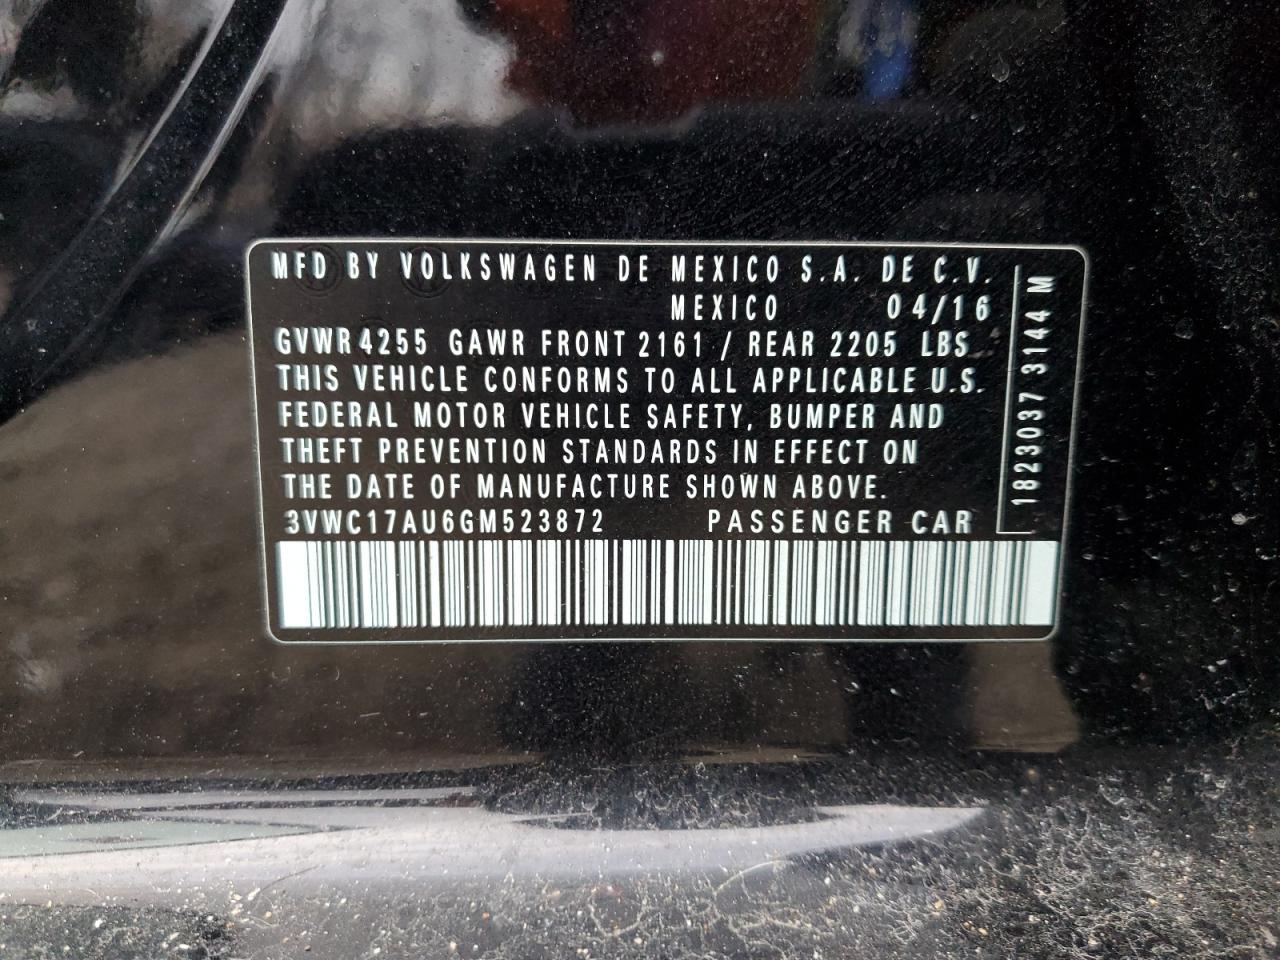 MFD BY VOLKSWAGEN DE MEXICO S.A. DE C.V.
MEXICO 04/16
GVWR 4255 GAWR FRONT 2161 / REAR 2205 LBS
THIS VEHICLE CONFORMS TO ALL APPLICABLE U.S.
FEDERAL MOTOR VEHICLE SAFETY, BUMPER AND
THEFT PREVENTION STANDARDS IN EFFECT ON
THE DATE OF MANUFACTURE SHOWN ABOVE.
3VWC17AU6GM523872 PASSENGER CAR
1823037 3144 M